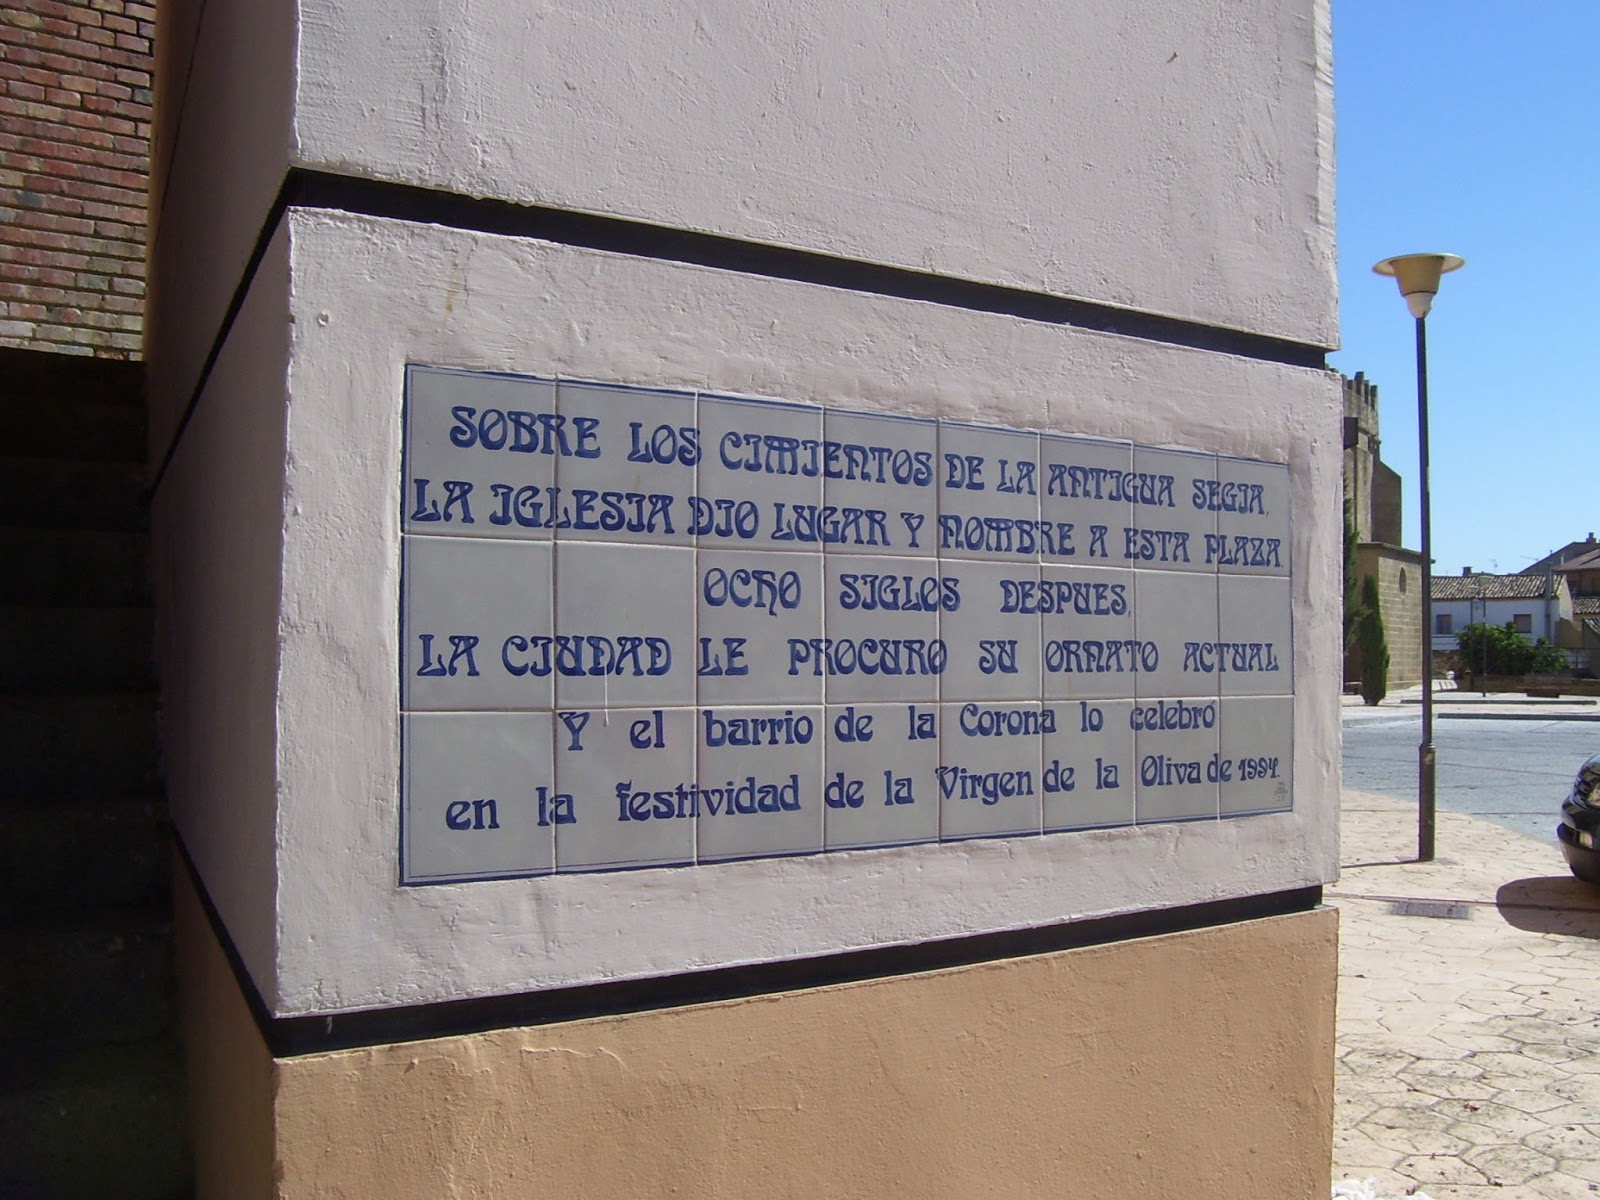 SOBRE LOS CIMIENTOS DE LA ANTIGUA SEGIA,
LA IGLESIA DIO LUGAR Y NOMBRE A ESTA PLAZA.
OCHO SIGLOS DESPUES,
LA CIUDAD LE PROCURO SU ORNATO ACTUAL
Y el barrio de la Corona lo celebró
en la festividad de la Virgen de la Oliva de 1994.